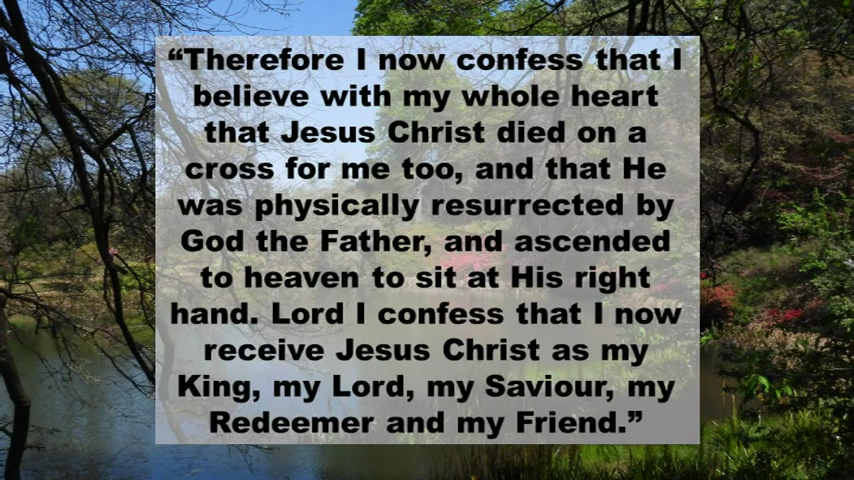 “Therefore I now confess that I
believe with my whole heart
that Jesus Christ died on a
cross for me too, and that He
was physically resurrected by
God the Father, and ascended
to heaven to sit at His right
hand. Lord I confess that I now
receive Jesus Christ as my
King, my Lord, my Saviour, my
Redeemer and my Friend.”